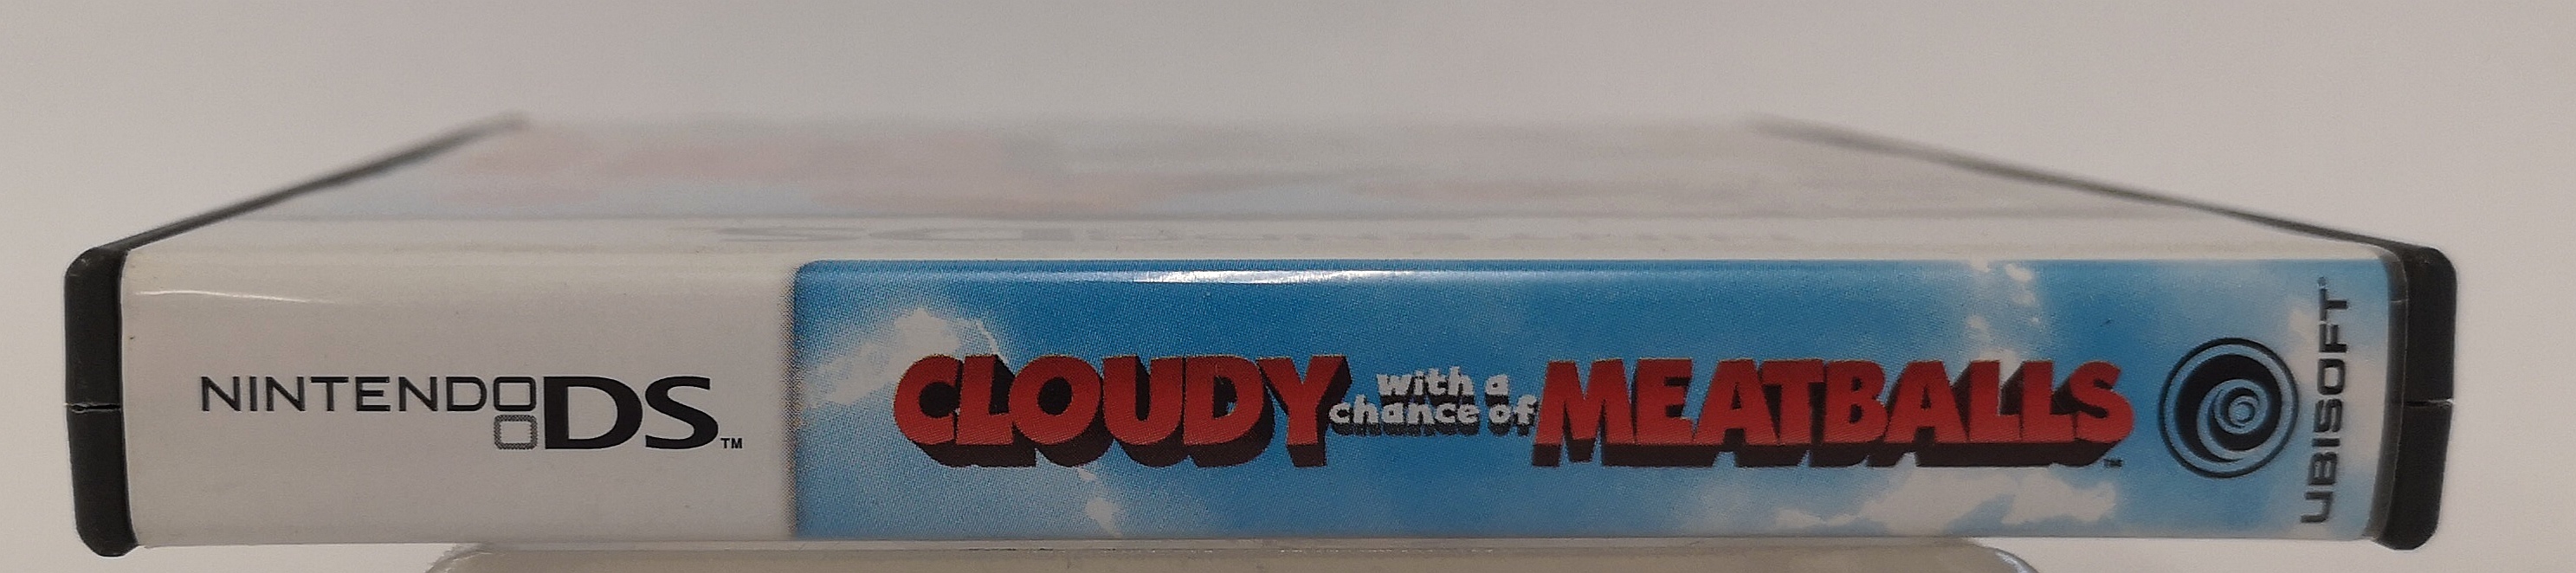 NINTENDO DS™
CLOUDY with a chance of MEATBALLS™
UBISOFT®